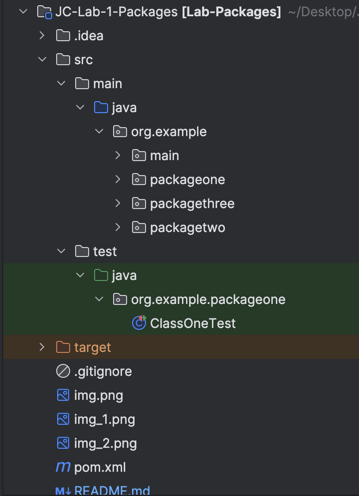 JC-Lab-1-Packages [Lab-Packages] ~/Desktop/
.idea
src
main
java
org.example
main
packageone
packagethree
packagetwo
test
java
org.example.packageone
ClassOneTest
target
.gitignore
img.png
img_1.png
img_2.png
m pom.xml
M↓ README.md